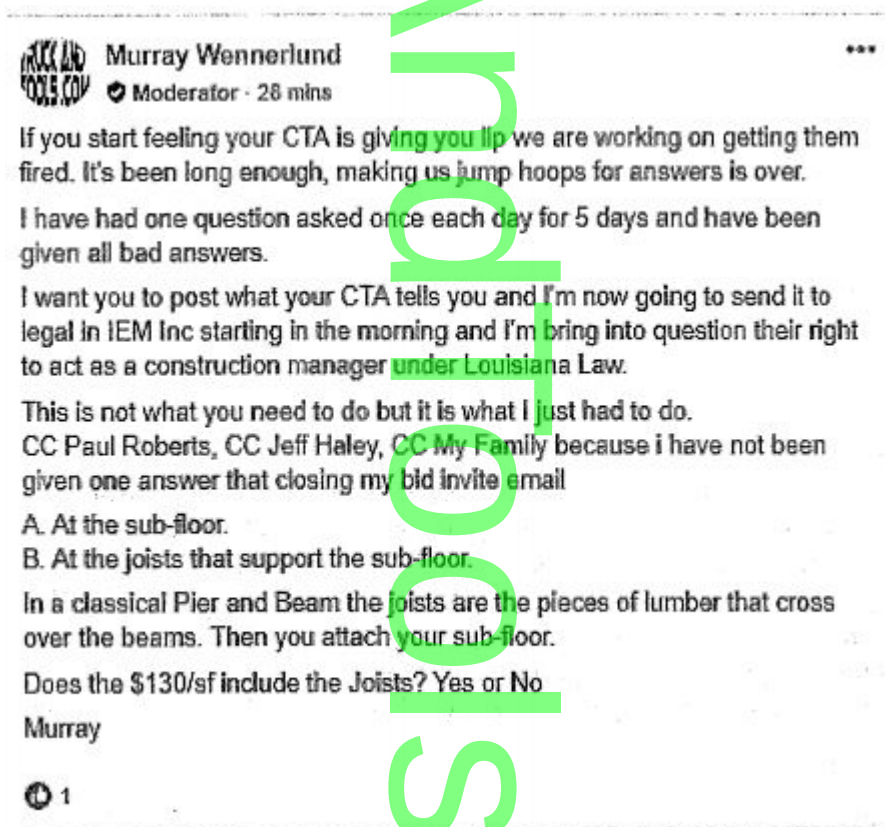 Murray Wennerlund
TRUCK AND
TOOLS.COM
Moderator · 28 mins
If you start feeling your CTA is giving you lip we are working on getting them
fired. It's been long enough, making us jump hoops for answers is over.
I have had one question asked once each day for 5 days and have been
given all bad answers.
I want you to post what your CTA tells you and I'm now going to send it to
legal in IEM Inc starting in the morning and I'm bring into question their right
to act as a construction manager under Louisiana Law.
This is not what you need to do but it is what I just had to do.
CC Paul Roberts, CC Jeff Haley, CC My Family because i have not been
given one answer that closing my bid invite email
A. At the sub-floor.
B. At the joists that support the sub-floor.
In a classical Pier and Beam the joists are the pieces of lumber that cross
over the beams. Then you attach your sub-floor.
Does the $130/sf include the Joists? Yes or No
Murray
1
ndTools